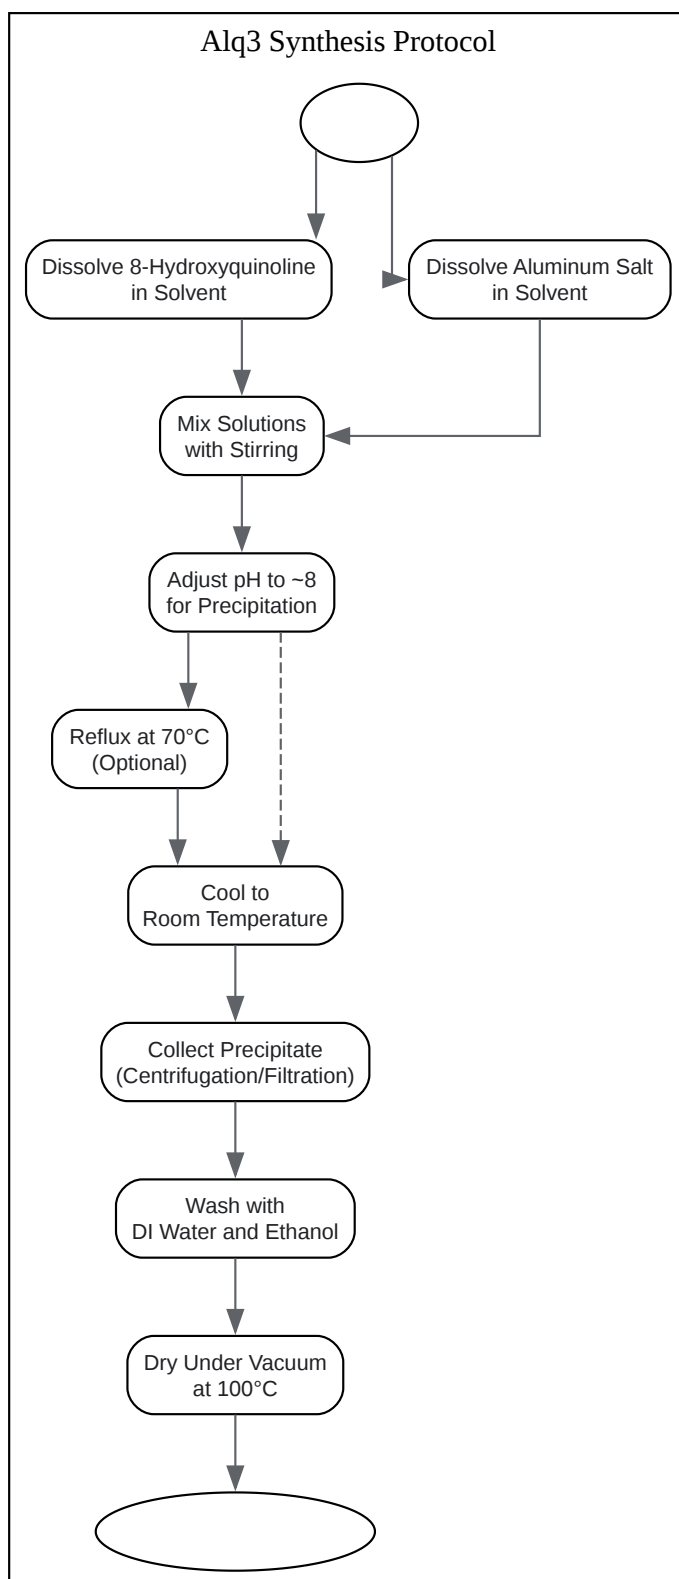 Alq3 Synthesis Protocol
Dissolve 8-Hydroxyquinoline
in Solvent
Dissolve Aluminum Salt
in Solvent
Mix Solutions
with Stirring
Adjust pH to ~8
for Precipitation
Reflux at 70°C
(Optional)
Cool to
Room Temperature
Collect Precipitate
(Centrifugation/Filtration)
Wash with
DI Water and Ethanol
Dry Under Vacuum
at 100°C